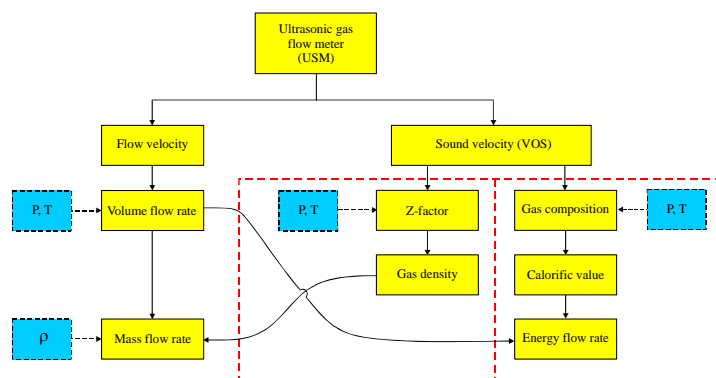 Ultrasonic gas
flow meter
(USM)
Flow velocity
Sound velocity (VOS)
P, T
Volume flow rate
P, T
Z-factor
Gas composition
P, T
Gas density
Calorific value
ρ
Mass flow rate
Energy flow rate